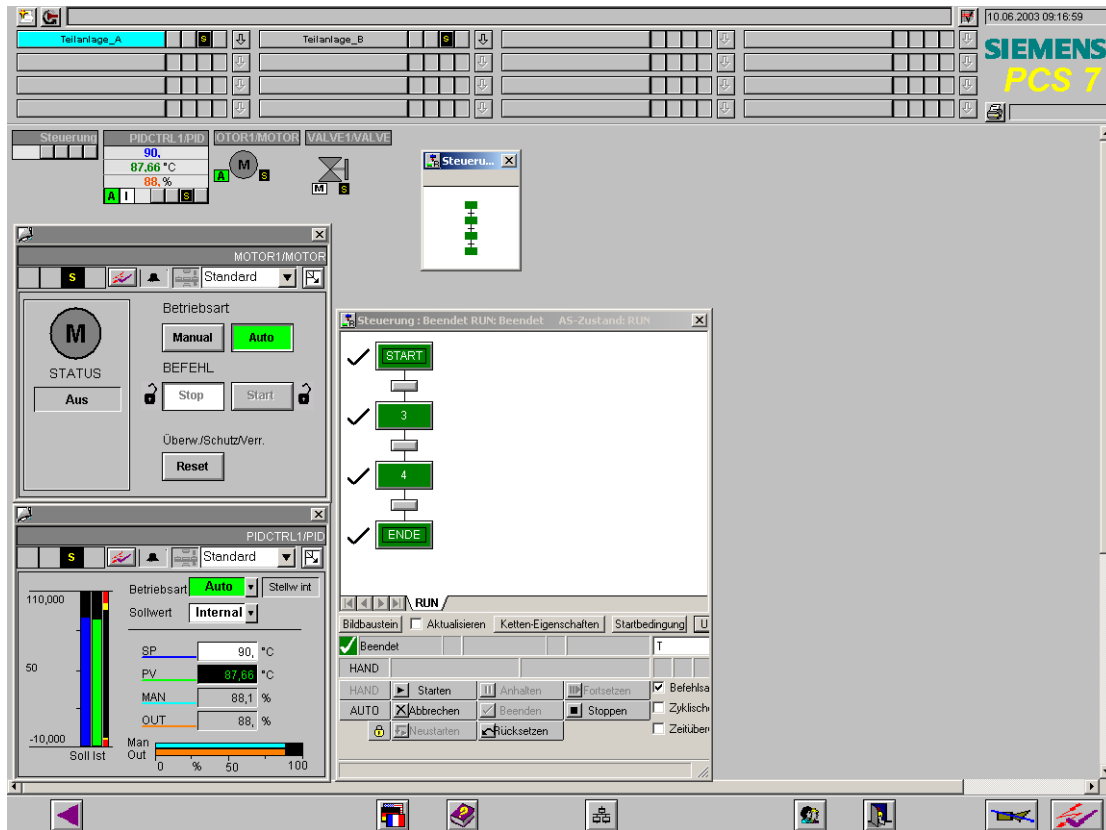 10.06.2003 09:16:59
Teilanlage_A S Teilanlage_B S
SIEMENS
PCS 7
Steuerung PIDCTRL1/PID OTOR1/MOTOR VALVE1/VALVE
90,
87,66 °C
88, %
A I S
M
A S
M S
Steueru...
MOTOR1/MOTOR
S Standard
M
STATUS
Aus
Betriebsart
Manual Auto
BEFEHL
Stop Start
Überw./Schutz/Verr.
Reset
PIDCTRL1/PID
S Standard
Betriebsart Auto Stellw int
Sollwert Internal
110,000
50
-10,000
Soll Ist
SP 90, °C
PV 87,66 °C
MAN 88,1 %
OUT 88, %
Man
Out
0 % 50 100
Steuerung : Beendet RUN: Beendet AS-Zustand: RUN
START
3
4
ENDE
RUN
Bildbaustein Aktualisieren Ketten-Eigenschaften Startbedingung U
Beendet T
HAND
HAND Starten Anhalten Fortsetzen Befehlsa
AUTO Abbrechen Beenden Stoppen Zyklisch
Neustarten Rücksetzen Zeitüber